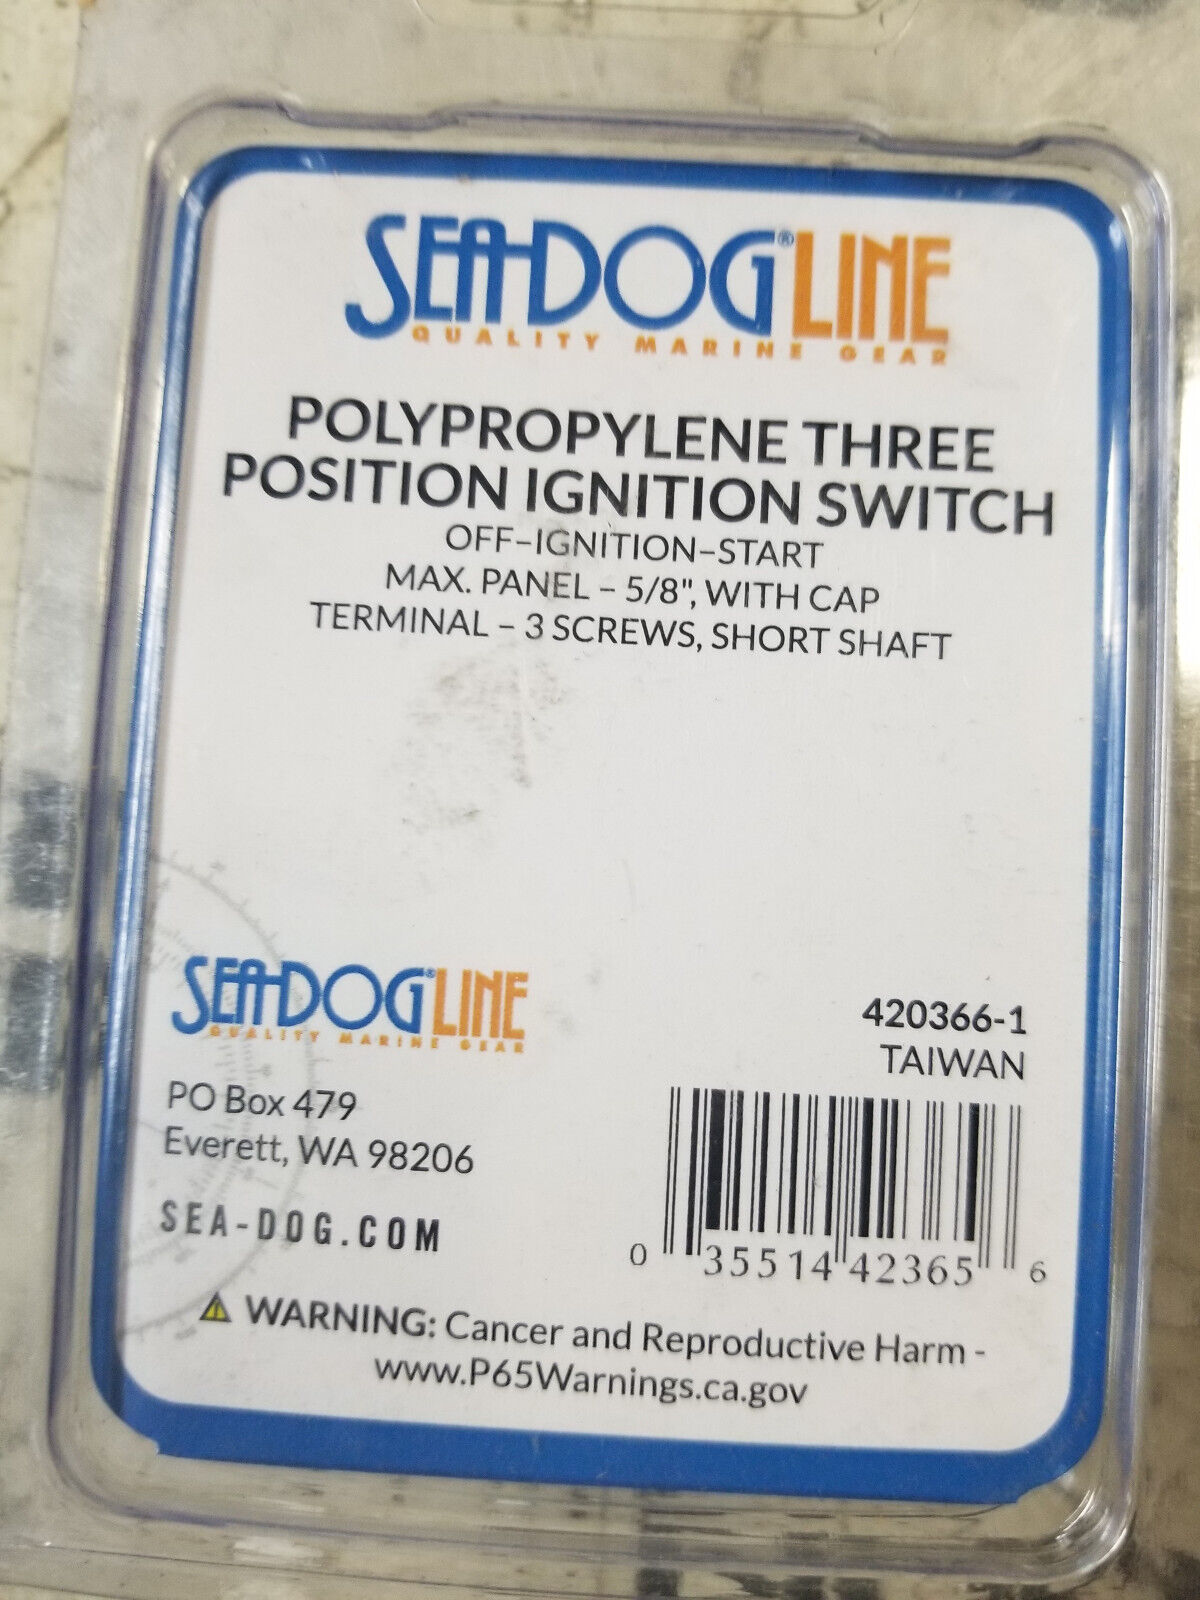 SEA-DOG® LINE
QUALITY MARINE GEAR
POLYPROPYLENE THREE
POSITION IGNITION SWITCH
OFF–IGNITION–START
MAX. PANEL – 5/8", WITH CAP
TERMINAL – 3 SCREWS, SHORT SHAFT
SEA-DOG® LINE
QUALITY MARINE GEAR
PO Box 479
Everett, WA 98206
SEA-DOG.COM
420366-1
TAIWAN
0 35514 42365 6
WARNING: Cancer and Reproductive Harm -
www.P65Warnings.ca.gov